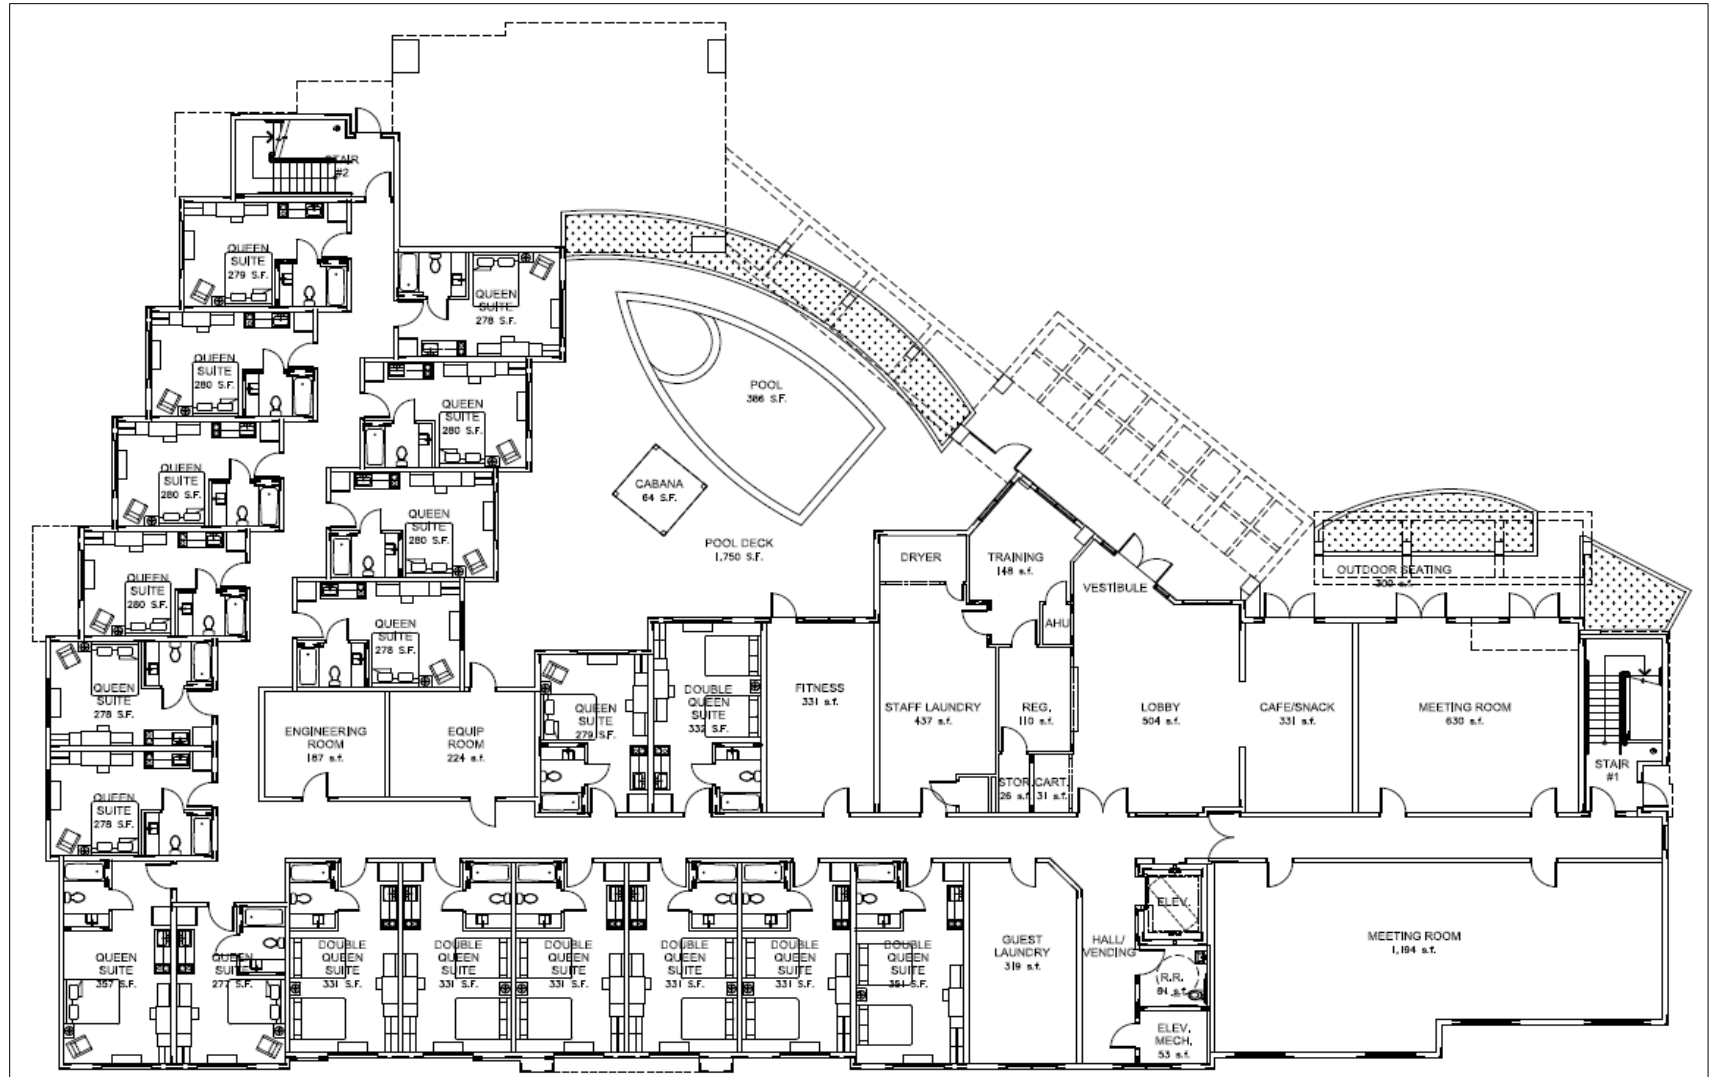 STAIR
#2
QUEEN
SUITE
279 S.F.
QUEEN
SUITE
278 S.F.
QUEEN
SUITE
280 S.F.
QUEEN
SUITE
280 S.F.
POOL
386 S.F.
QUEEN
SUITE
280 S.F.
CABANA
64 S.F.
QUEEN
SUITE
280 S.F.
POOL DECK
1,750 S.F.
DRYER
TRAINING
148 s.f.
VESTIBULE
OUTDOOR SEATING
300 s.f.
QUEEN
SUITE
280 S.F.
QUEEN
SUITE
278 S.F.
AHU
QUEEN
SUITE
278 S.F.
ENGINEERING
ROOM
187 s.f.
EQUIP
ROOM
224 s.f.
QUEEN
SUITE
279 S.F.
DOUBLE
QUEEN
SUITE
332 S.F.
FITNESS
331 s.f.
STAFF LAUNDRY
437 s.f.
REG.
110 s.f.
LOBBY
504 s.f.
CAFE/SNACK
331 s.f.
MEETING ROOM
630 s.f.
STAIR
#1
STOR.
26 s.f.
CART.
31 s.f.
QUEEN
SUITE
278 S.F.
QUEEN
SUITE
357 S.F.
QUEEN
SUITE
277 S.F.
DOUBLE
QUEEN
SUITE
331 S.F.
DOUBLE
QUEEN
SUITE
331 S.F.
DOUBLE
QUEEN
SUITE
331 S.F.
DOUBLE
QUEEN
SUITE
331 S.F.
DOUBLE
QUEEN
SUITE
331 S.F.
DOUBLE
QUEEN
SUITE
S.F.
GUEST
LAUNDRY
319 s.f.
HALL/
VENDING
ELEV.
R.R.
s.f.
ELEV.
MECH.
53 s.f.
MEETING ROOM
1,194 s.f.